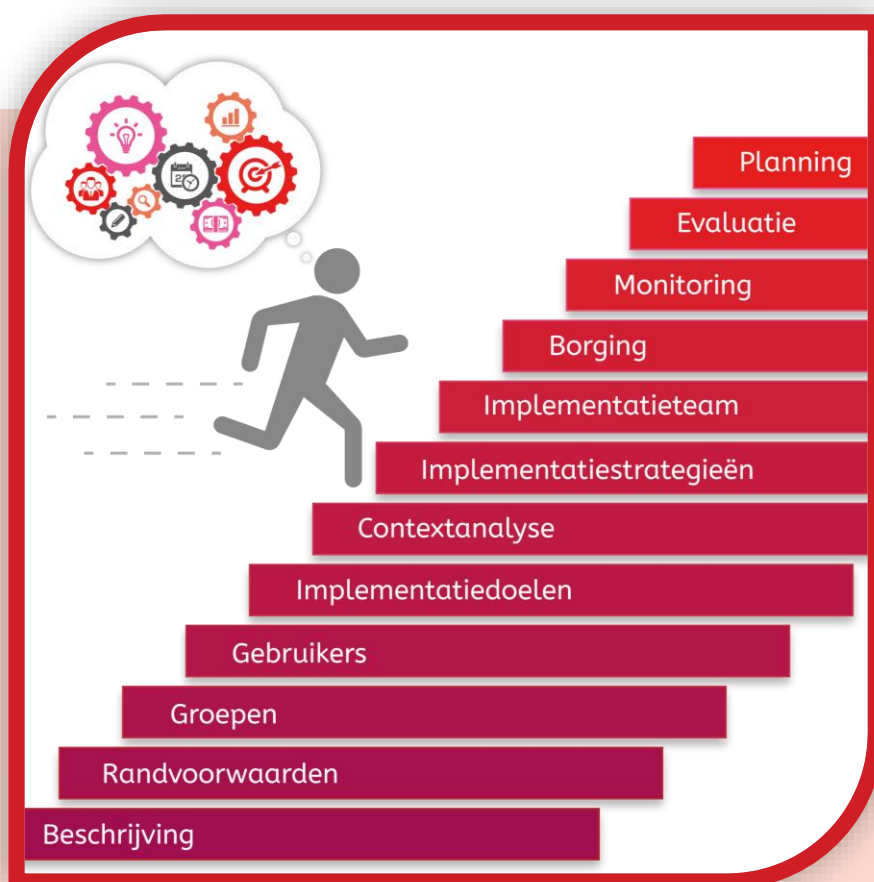 Planning
Evaluatie
Monitoring
Borging
Implementatieteam
Implementatiestrategieën
Contextanalyse
Implementatiedoelen
Gebruikers
Groepen
Randvoorwaarden
Beschrijving